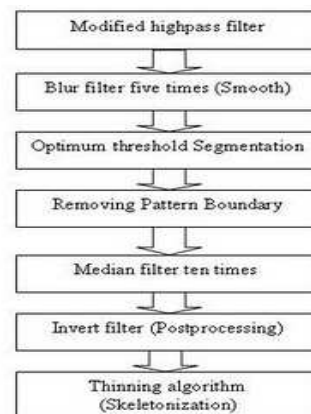 Modified highpass filter
Blur filter five times (Smooth)
Optimum threshold Segmentation
Removing Pattern Boundary
Median filter ten times
Invert filter (Postprocessing)
Thinning algorithm
(Skeletonization)